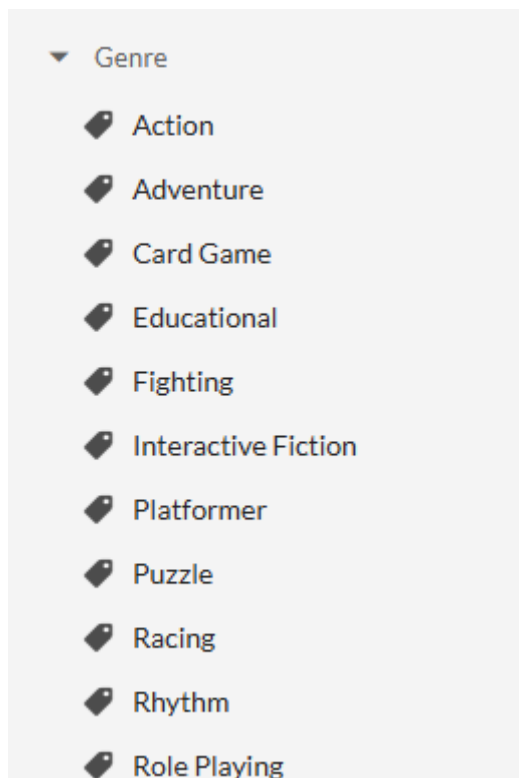 Genre
Action
Adventure
Card Game
Educational
Fighting
Interactive Fiction
Platformer
Puzzle
Racing
Rhythm
Role Playing